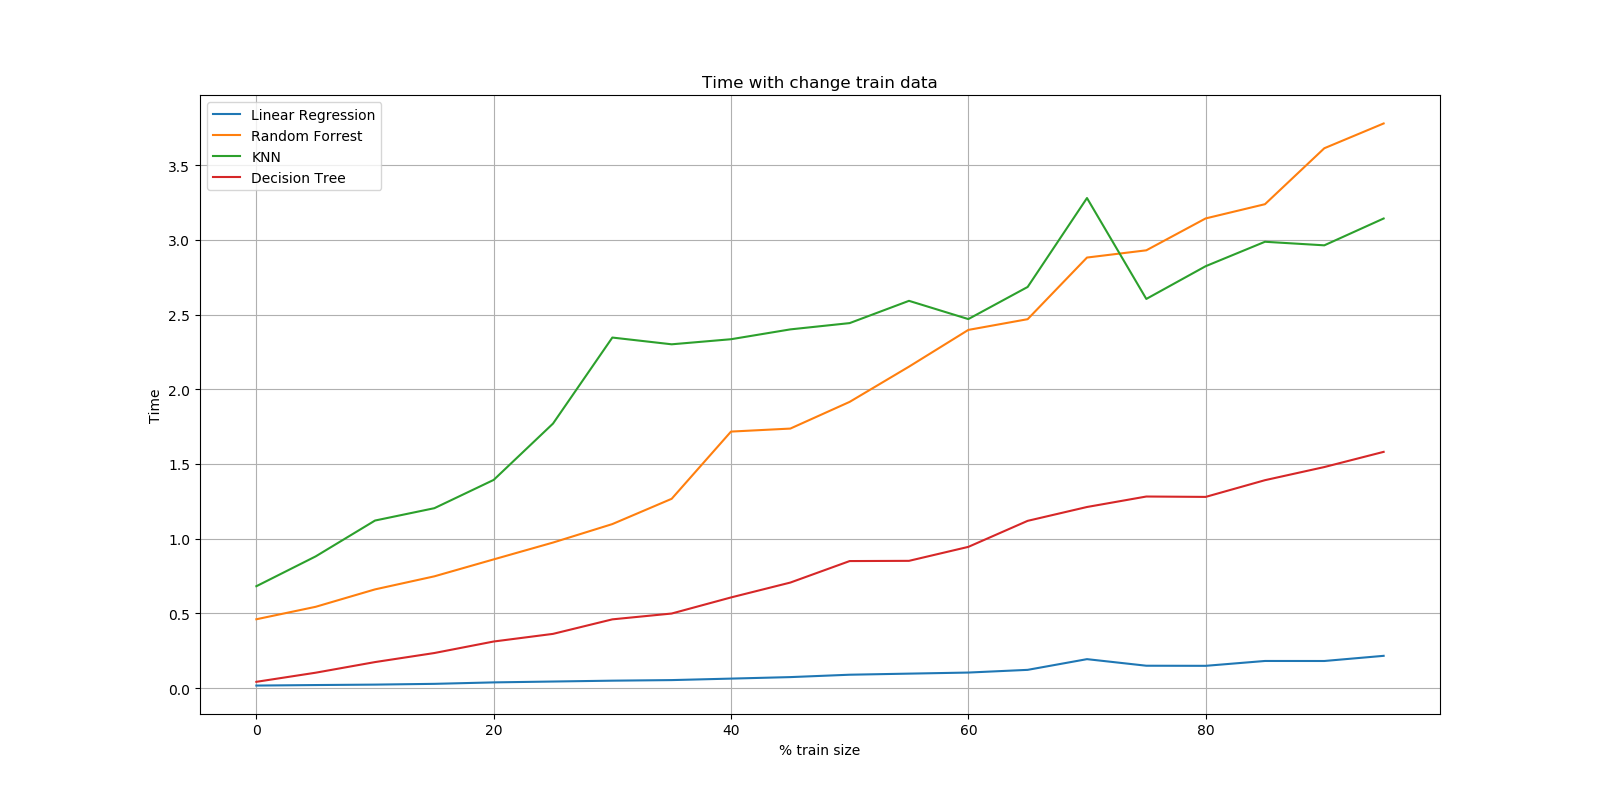 Time with change train data
Linear Regression
Random Forrest
KNN
Decision Tree
3.5
3.0
2.5
2.0
1.5
1.0
0.5
0.0
Time
0 20 40 60 80
% train size